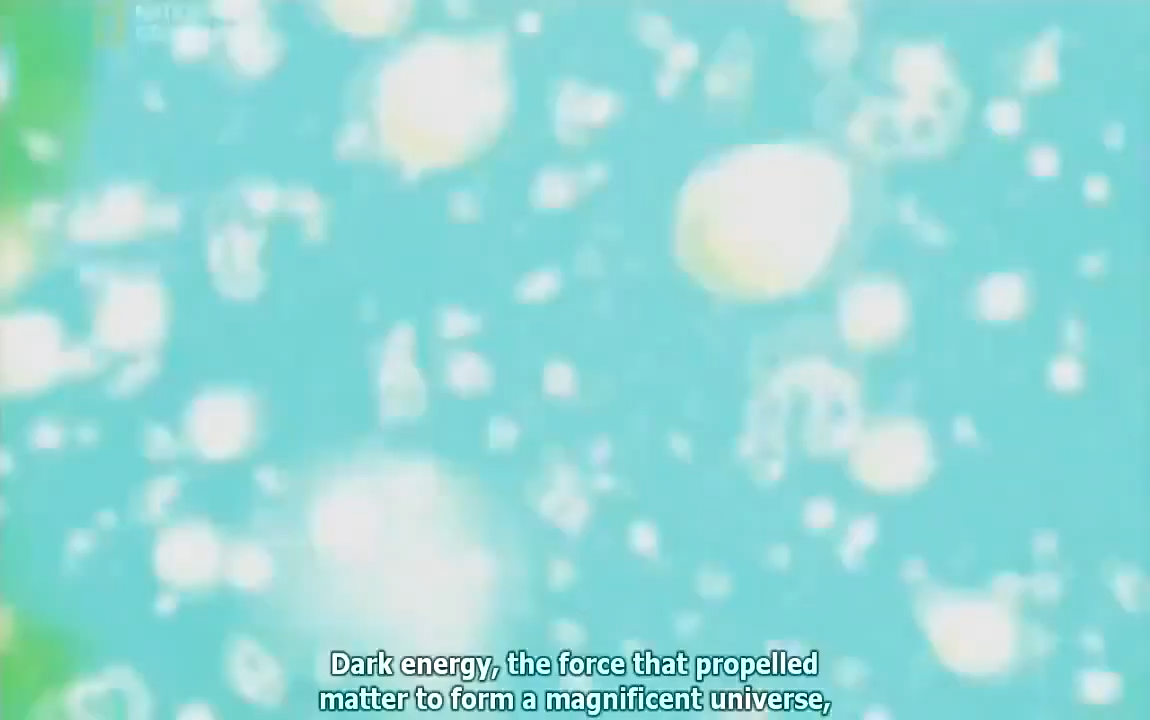 Dark energy, the force that propelled
matter to form a magnificent universe,